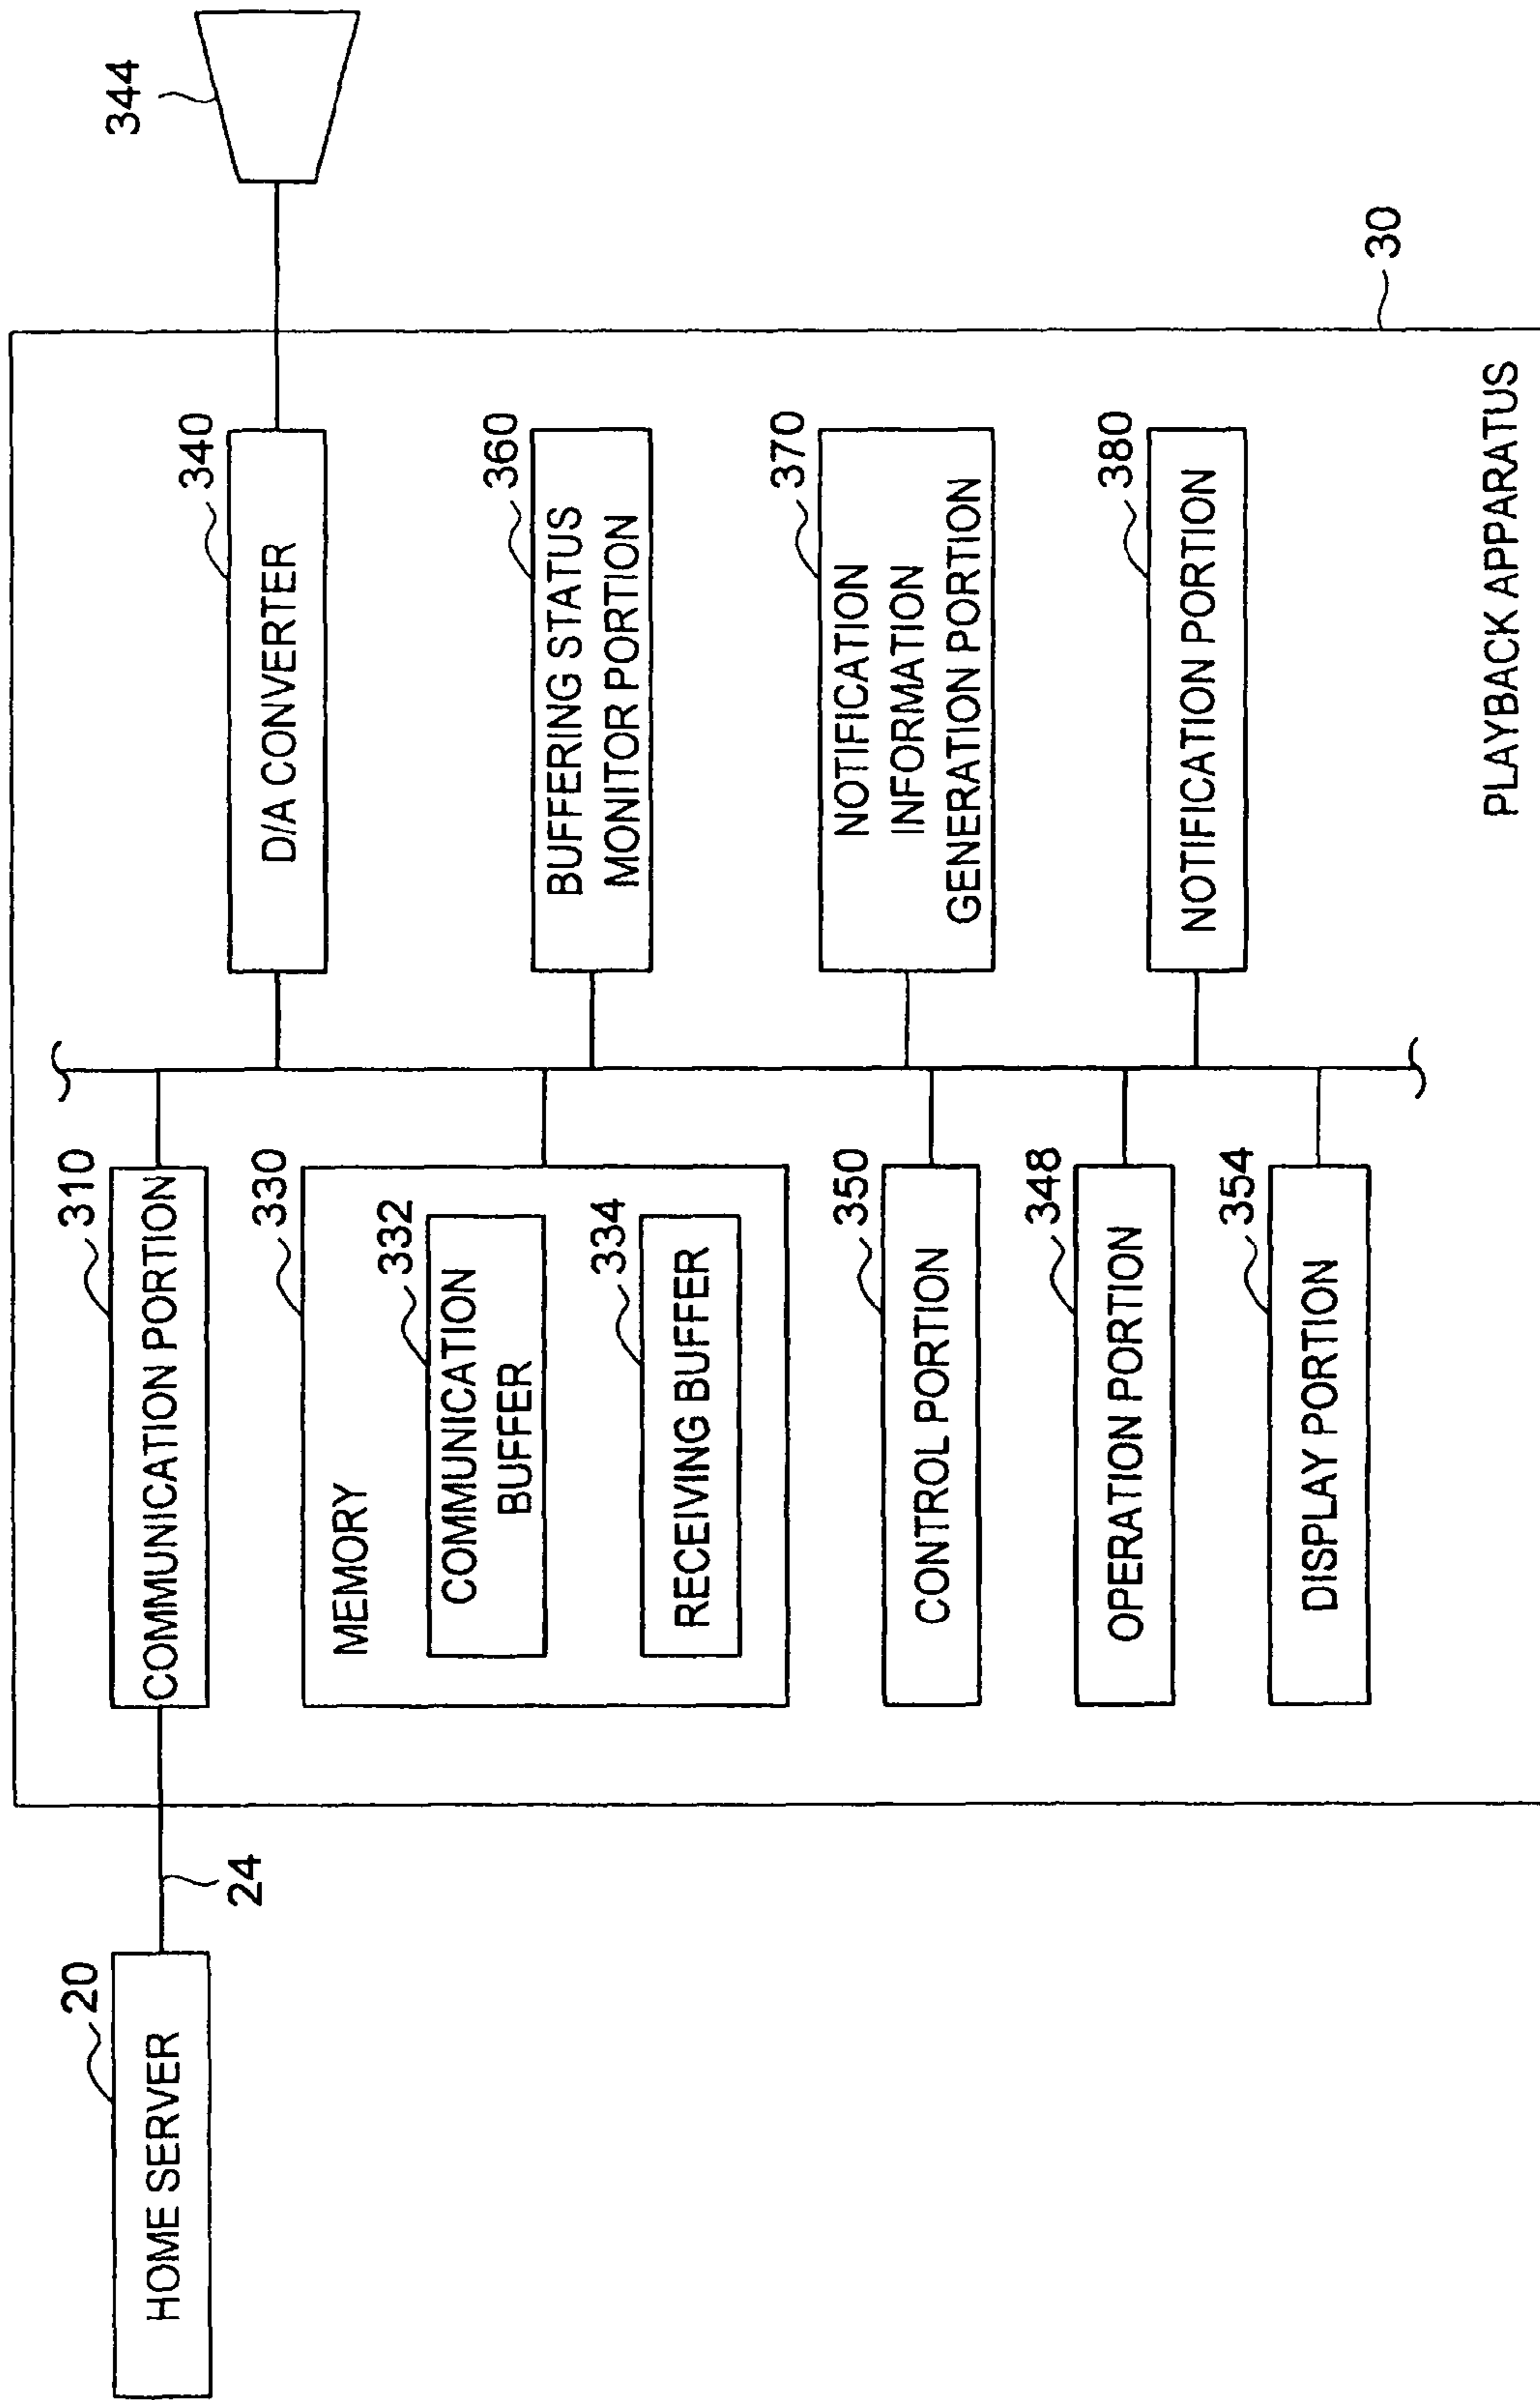 20
HOME SERVER
24
310
COMMUNICATION PORTION
330
MEMORY
332
COMMUNICATION
BUFFER
334
RECEIVING BUFFER
350
CONTROL PORTION
348
OPERATION PORTION
354
DISPLAY PORTION
340
D/A CONVERTER
360
BUFFERING STATUS
MONITOR PORTION
370
NOTIFICATION
INFORMATION
GENERATION PORTION
380
NOTIFICATION PORTION
PLAYBACK APPARATUS
30
344